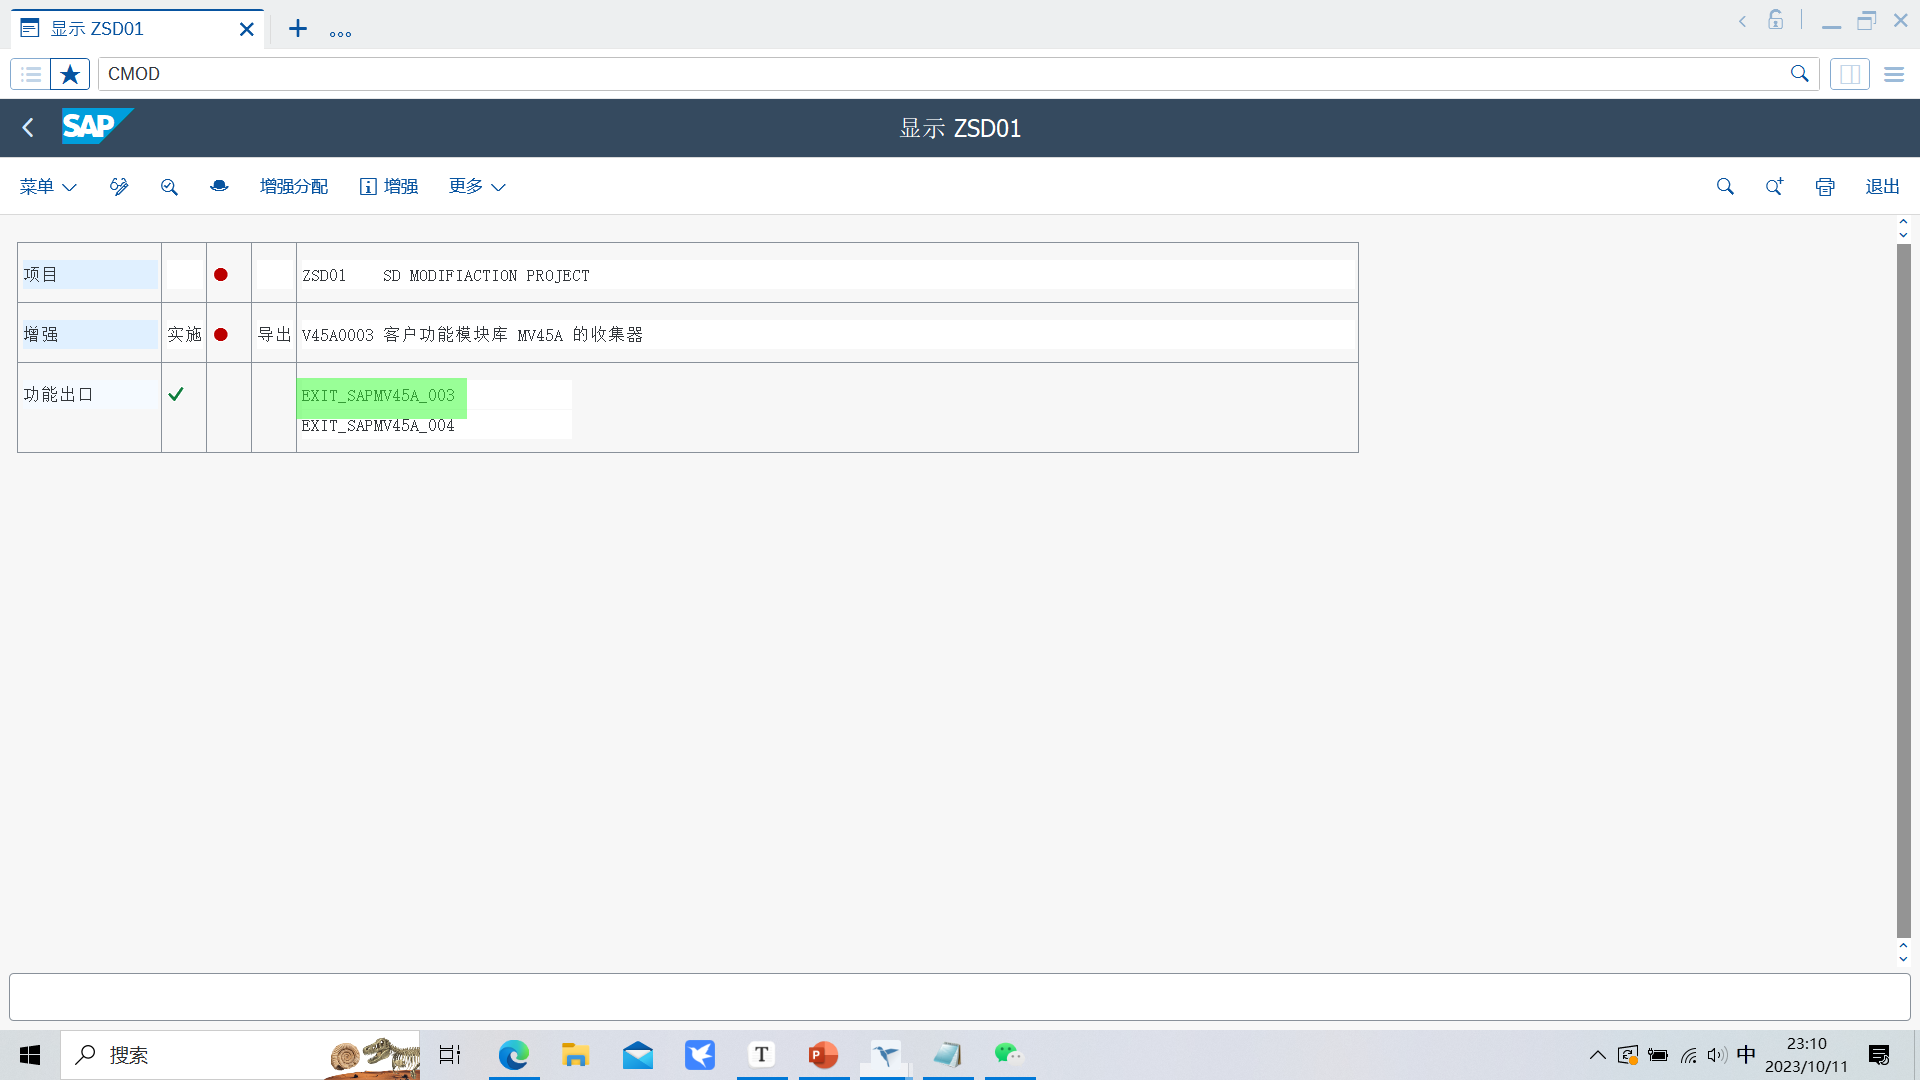 显示 ZSD01
CMOD
SAP
显示 ZSD01
菜单
增强分配
增强
更多
退出
项目
ZSD01 SD MODIFIACTION PROJECT
增强
实施
导出
V45A0003 客户功能模块库 MV45A 的收集器
功能出口
EXIT_SAPMV45A_003
EXIT_SAPMV45A_004
搜索
中
23:10
2023/10/11